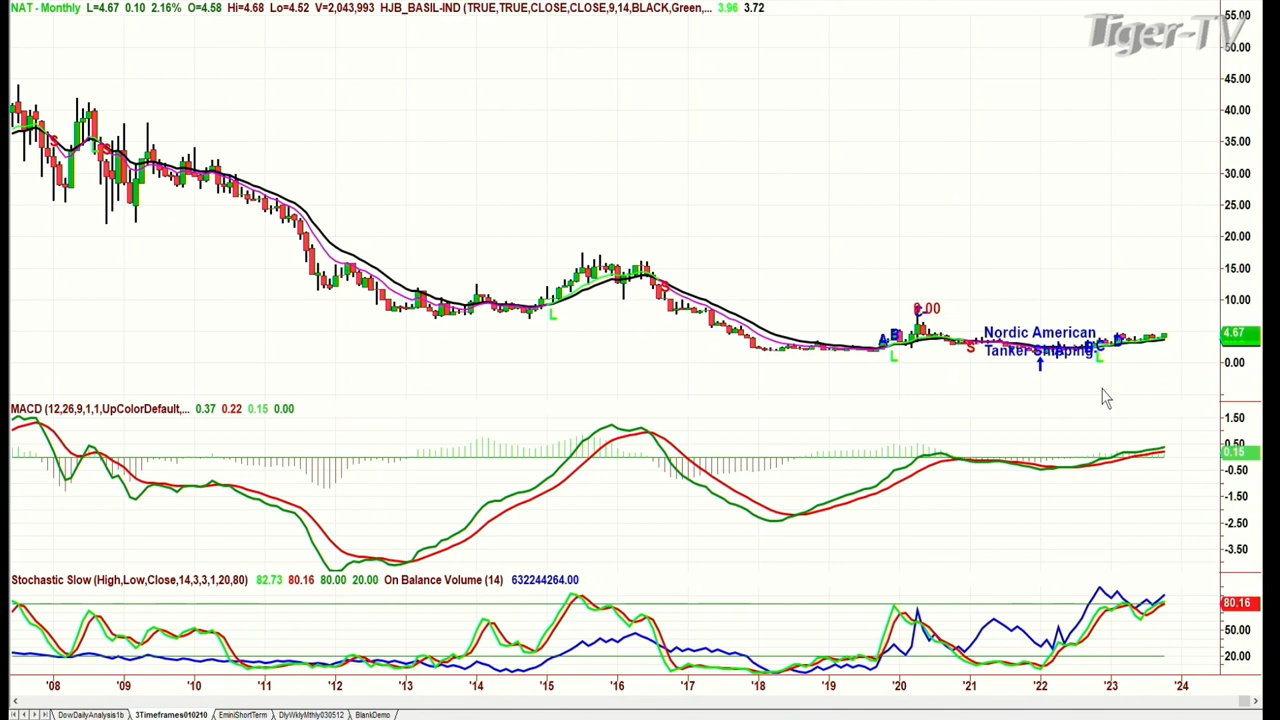 NAT - Monthly L=4.67 0.10 2.16% O=4.58 Hi=4.68 Lo=4.52 V=2,043,993 HJB_BASIL-IND (TRUE,TRUE,CLOSE,CLOSE,9,14,BLACK,Green,... 3.96 3.72
Tiger-TV
55.00
50.00
45.00
40.00
35.00
30.00
25.00
20.00
15.00
10.00
4.67
0.00
S
S
L
S
A B
L
0.00
S
Nordic American
Tanker Shipping
L
MACD (12,26,9,1,1,UpColorDefault,... 0.37 0.22 0.15 0.00
1.50
0.50
0.15
-0.50
-1.50
-2.50
-3.50
Stochastic Slow (High,Low,Close,14,3,3,1,20,80) 82.73 80.16 80.00 20.00 On Balance Volume (14) 632244264.00
80.16
50.00
20.00
'08 '09 '10 '11 '12 '13 '14 '15 '16 '17 '18 '19 '20 '21 '22 '23 '24
DowDailyAnalysis1b 3Timeframes010210 EminiShortTerm DlyWklyMthly030512 BlankDemo